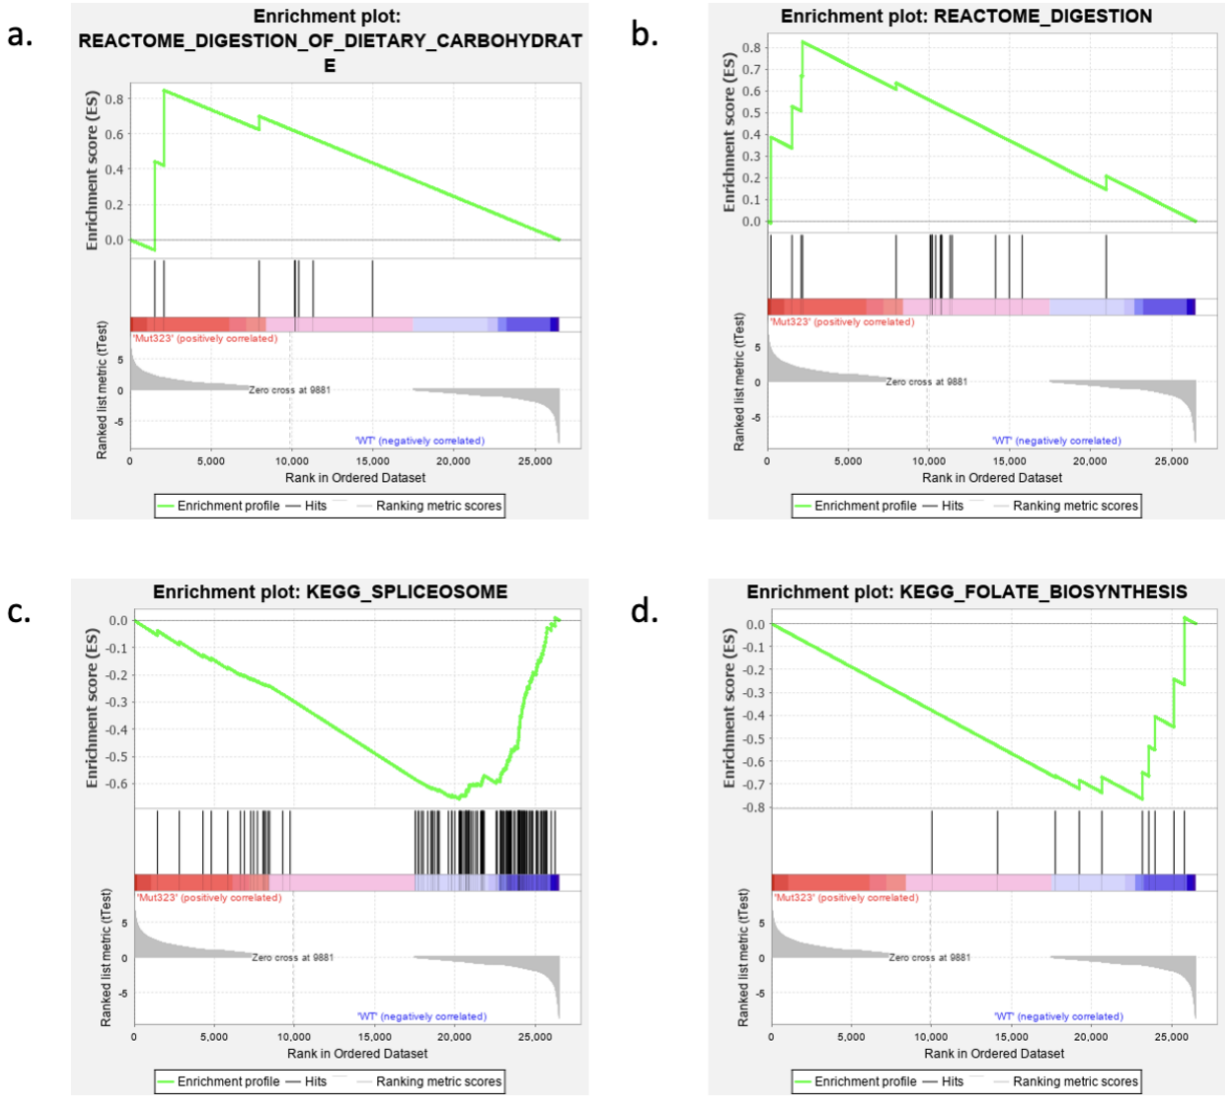 a.
Enrichment plot:
REACTOME_DIGESTION_OF_DIETARY_CARBOHYDRAT
E
Enrichment score (ES)
0.8
0.6
0.4
0.2
0.0
'Mut323' (positively correlated)
Ranked list metric (tTest)
5
0
-5
Zero cross at 9881
'WT' (negatively correlated)
0 5,000 10,000 15,000 20,000 25,000
Rank in Ordered Dataset
Enrichment profile Hits Ranking metric scores
b.
Enrichment plot: REACTOME_DIGESTION
Enrichment score (ES)
0.8
0.7
0.6
0.5
0.4
0.3
0.2
0.1
0.0
'Mut323' (positively correlated)
Ranked list metric (tTest)
5
0
-5
Zero cross at 9881
'WT' (negatively correlated)
0 5,000 10,000 15,000 20,000 25,000
Rank in Ordered Dataset
Enrichment profile Hits Ranking metric scores
c.
Enrichment plot: KEGG_SPLICEOSOME
Enrichment score (ES)
0.0
-0.1
-0.2
-0.3
-0.4
-0.5
-0.6
'Mut323' (positively correlated)
Ranked list metric (tTest)
5
0
-5
Zero cross at 9881
'WT' (negatively correlated)
0 5,000 10,000 15,000 20,000 25,000
Rank in Ordered Dataset
Enrichment profile Hits Ranking metric scores
d.
Enrichment plot: KEGG_FOLATE_BIOSYNTHESIS
Enrichment score (ES)
0.0
-0.1
-0.2
-0.3
-0.4
-0.5
-0.6
-0.7
-0.8
'Mut323' (positively correlated)
Ranked list metric (tTest)
5
0
-5
Zero cross at 9881
'WT' (negatively correlated)
0 5,000 10,000 15,000 20,000 25,000
Rank in Ordered Dataset
Enrichment profile Hits Ranking metric scores